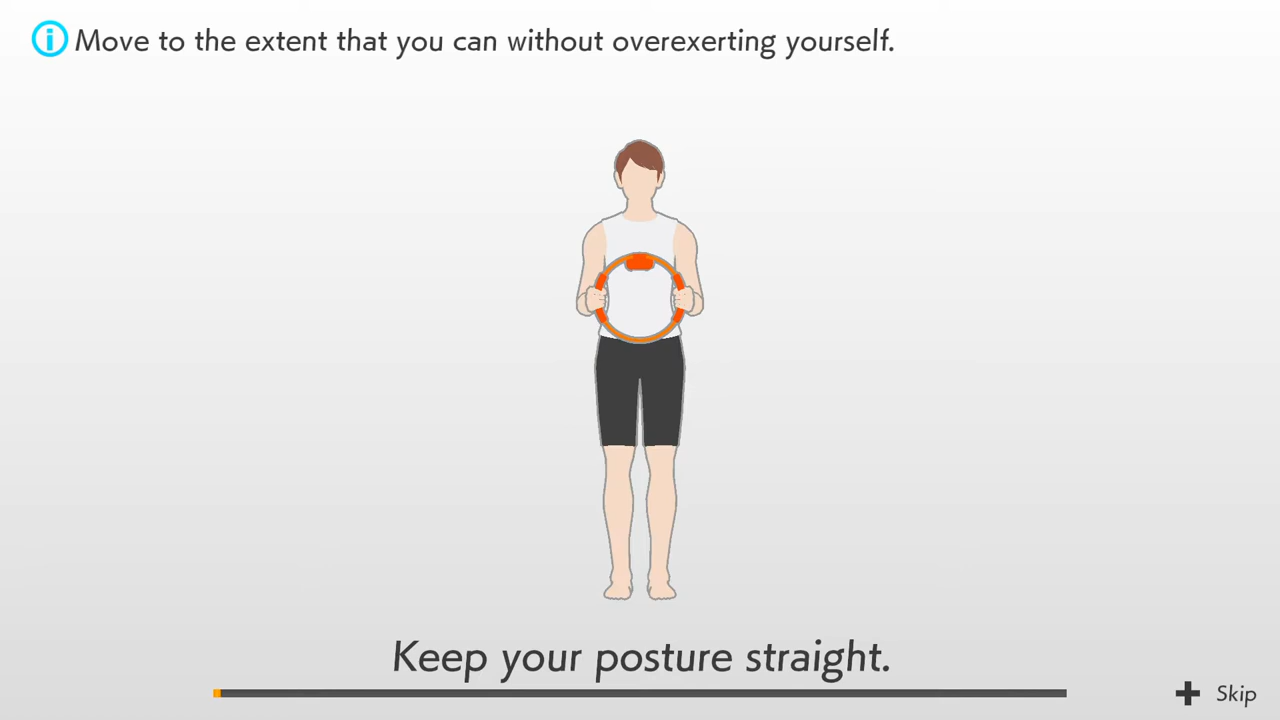 Move to the extent that you can without overexerting yourself.
Keep your posture straight.
Skip